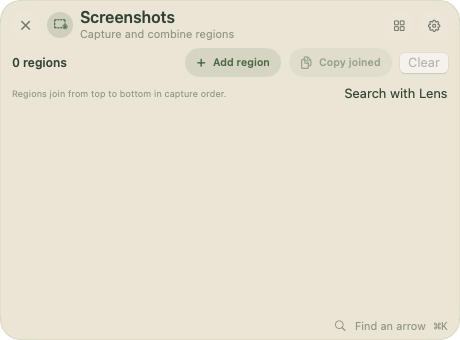 Screenshots
Capture and combine regions
0 regions
+ Add region
Copy joined
Clear
Regions join from top to bottom in capture order.
Search with Lens
Find an arrow ⌘K